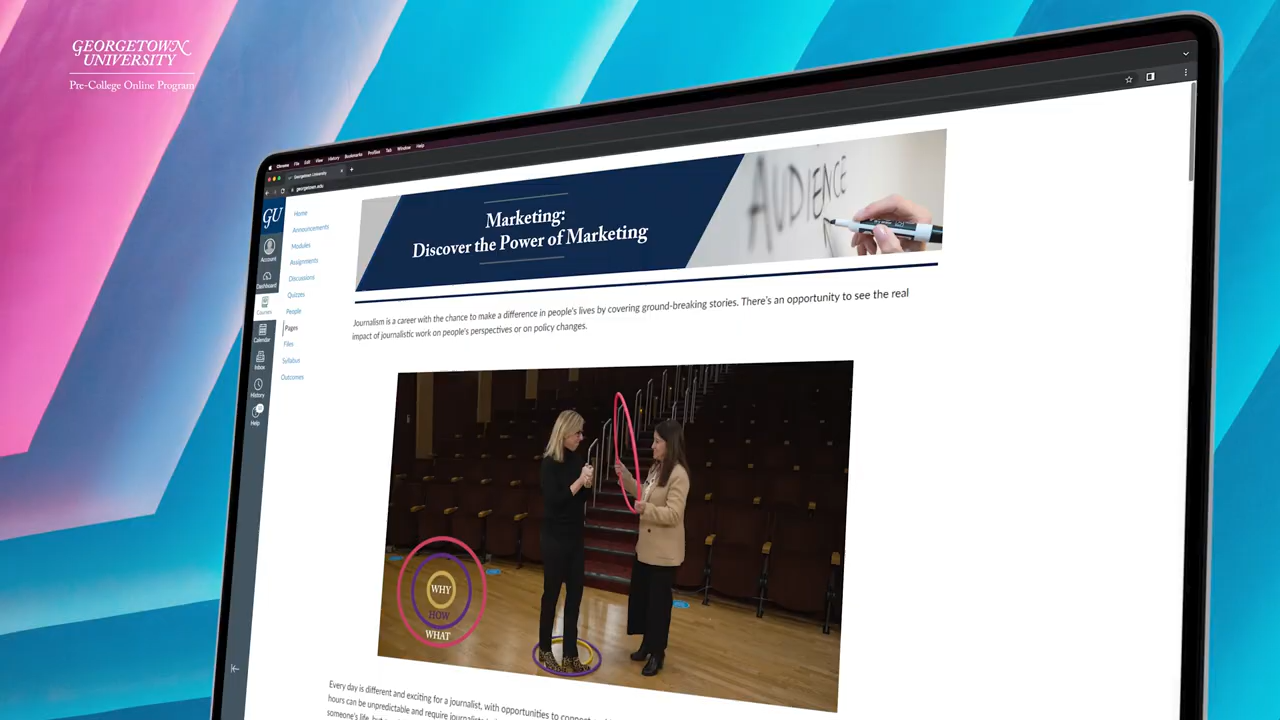 GEORGETOWN
UNIVERSITY
Pre-College Online Program
Chrome File Edit View History Bookmarks Profiles Tab Window Help
Georgetown University
georgetown.edu
GU
Account
Dashboard
Courses
Calendar
Inbox
History
Help
Home
Announcements
Modules
Assignments
Discussions
Quizzes
People
Pages
Files
Syllabus
Outcomes
Marketing:
Discover the Power of Marketing
AUDIENCE
Journalism is a career with the chance to make a difference in people's lives by covering ground-breaking stories. There's an opportunity to see the real
impact of journalistic work on people's perspectives or on policy changes.
WHY
HOW
WHAT
Every day is different and exciting for a journalist, with opportunities to
hours can be unpredictable and require
someone's life, but